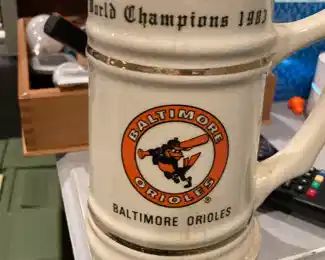 World Champions 1983
BALTIMORE
ORIOLES
®
BALTIMORE ORIOLES